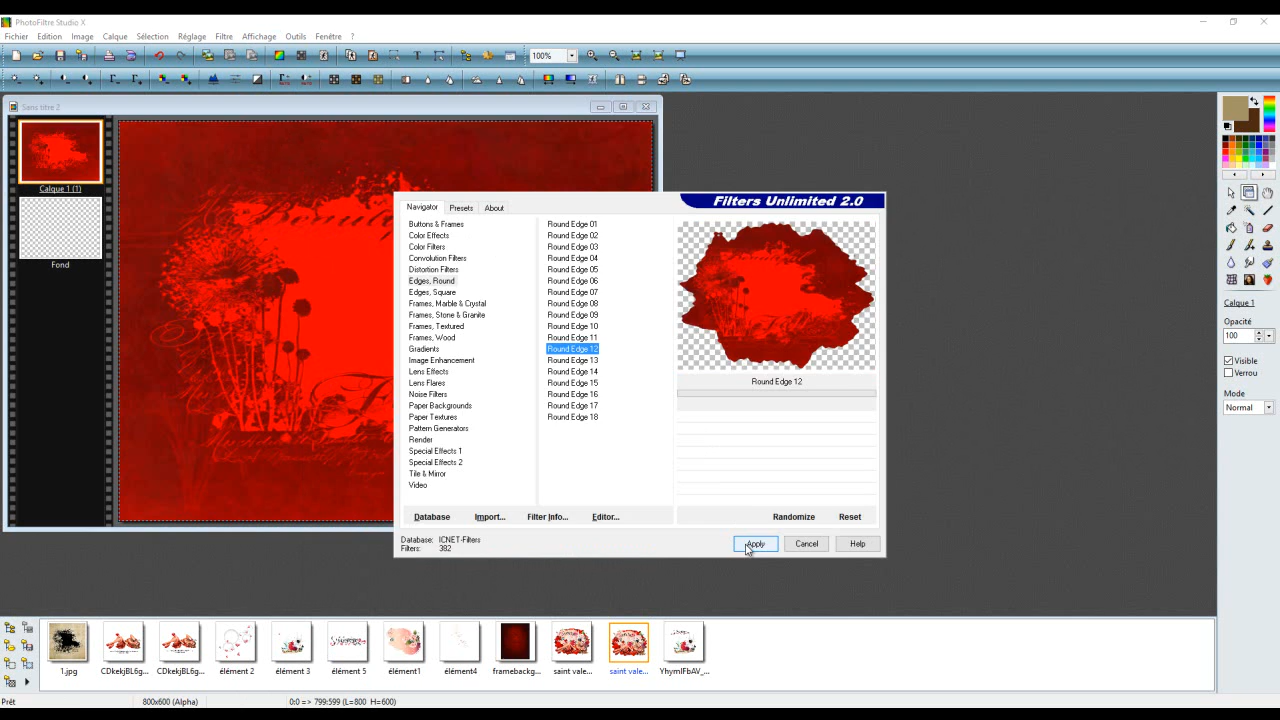 PhotoFiltre Studio X
Fichier Edition Image Calque Sélection Réglage Filtre Affichage Outils Fenêtre ?
100%
Sans titre 2
Calque 1 (1)
Fond
Filters Unlimited 2.0
Navigator Presets About
Buttons & Frames
Color Effects
Color Filters
Convolution Filters
Distortion Filters
Edges, Round
Edges, Square
Frames, Marble & Crystal
Frames, Stone & Granite
Frames, Textured
Frames, Wood
Gradients
Image Enhancement
Lens Effects
Lens Flares
Noise Filters
Paper Backgrounds
Paper Textures
Pattern Generators
Render
Special Effects 1
Special Effects 2
Tile & Mirror
Video
Round Edge 01
Round Edge 02
Round Edge 03
Round Edge 04
Round Edge 05
Round Edge 06
Round Edge 07
Round Edge 08
Round Edge 09
Round Edge 10
Round Edge 11
Round Edge 12
Round Edge 13
Round Edge 14
Round Edge 15
Round Edge 16
Round Edge 17
Round Edge 18
Round Edge 12
Database Import... Filter Info... Editor... Randomize Reset
Database: ICNET-Filters
Filters: 382
Apply Cancel Help
Calque 1
Opacité
100
Visible
Verrou
Mode
Normal
1.jpg CDkekjBL6g... CDkekjBL6g... élément 2 élément 3 élément 5 élément1 élément4 framebackg... saint vale... saint vale... YhymIFbAV_...
Prêt 800x600 (Alpha) 0:0 => 799:599 (L=800 H=600)